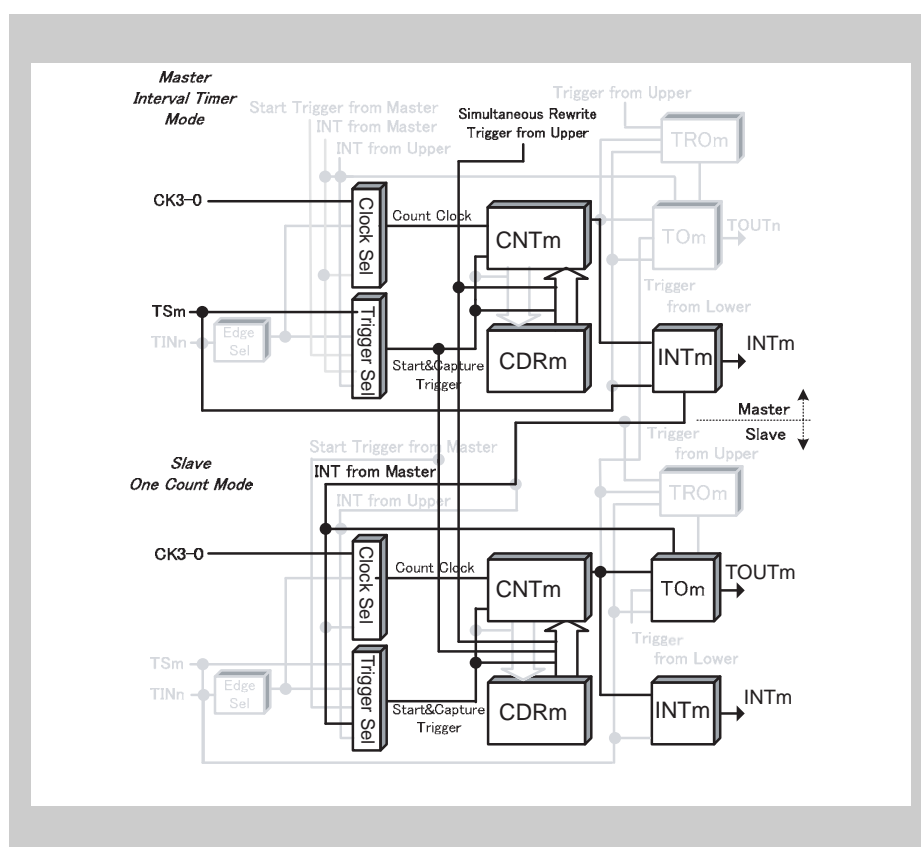 Master
Interval Timer
Mode
Start Trigger from Master
INT from Master
INT from Upper
Simultaneous Rewrite
Trigger from Upper
Trigger from Upper
TROm
CK3-0
Clock Sel
Count Clock
CNTm
TOm
TOUTn
Trigger
from Lower
TSm
TINn
Edge
Sel
Trigger Sel
Start&Capture
Trigger
CDRm
INTm
INTm
Master
Slave
Slave
One Count Mode
Start Trigger from Master
INT from Master
INT from Upper
Trigger
from Upper
TROm
CK3-0
Clock Sel
Count Clock
CNTm
TOm
TOUTm
Trigger
from Lower
TSm
TINn
Edge
Sel
Trigger Sel
Start&Capture
Trigger
CDRm
INTm
INTm